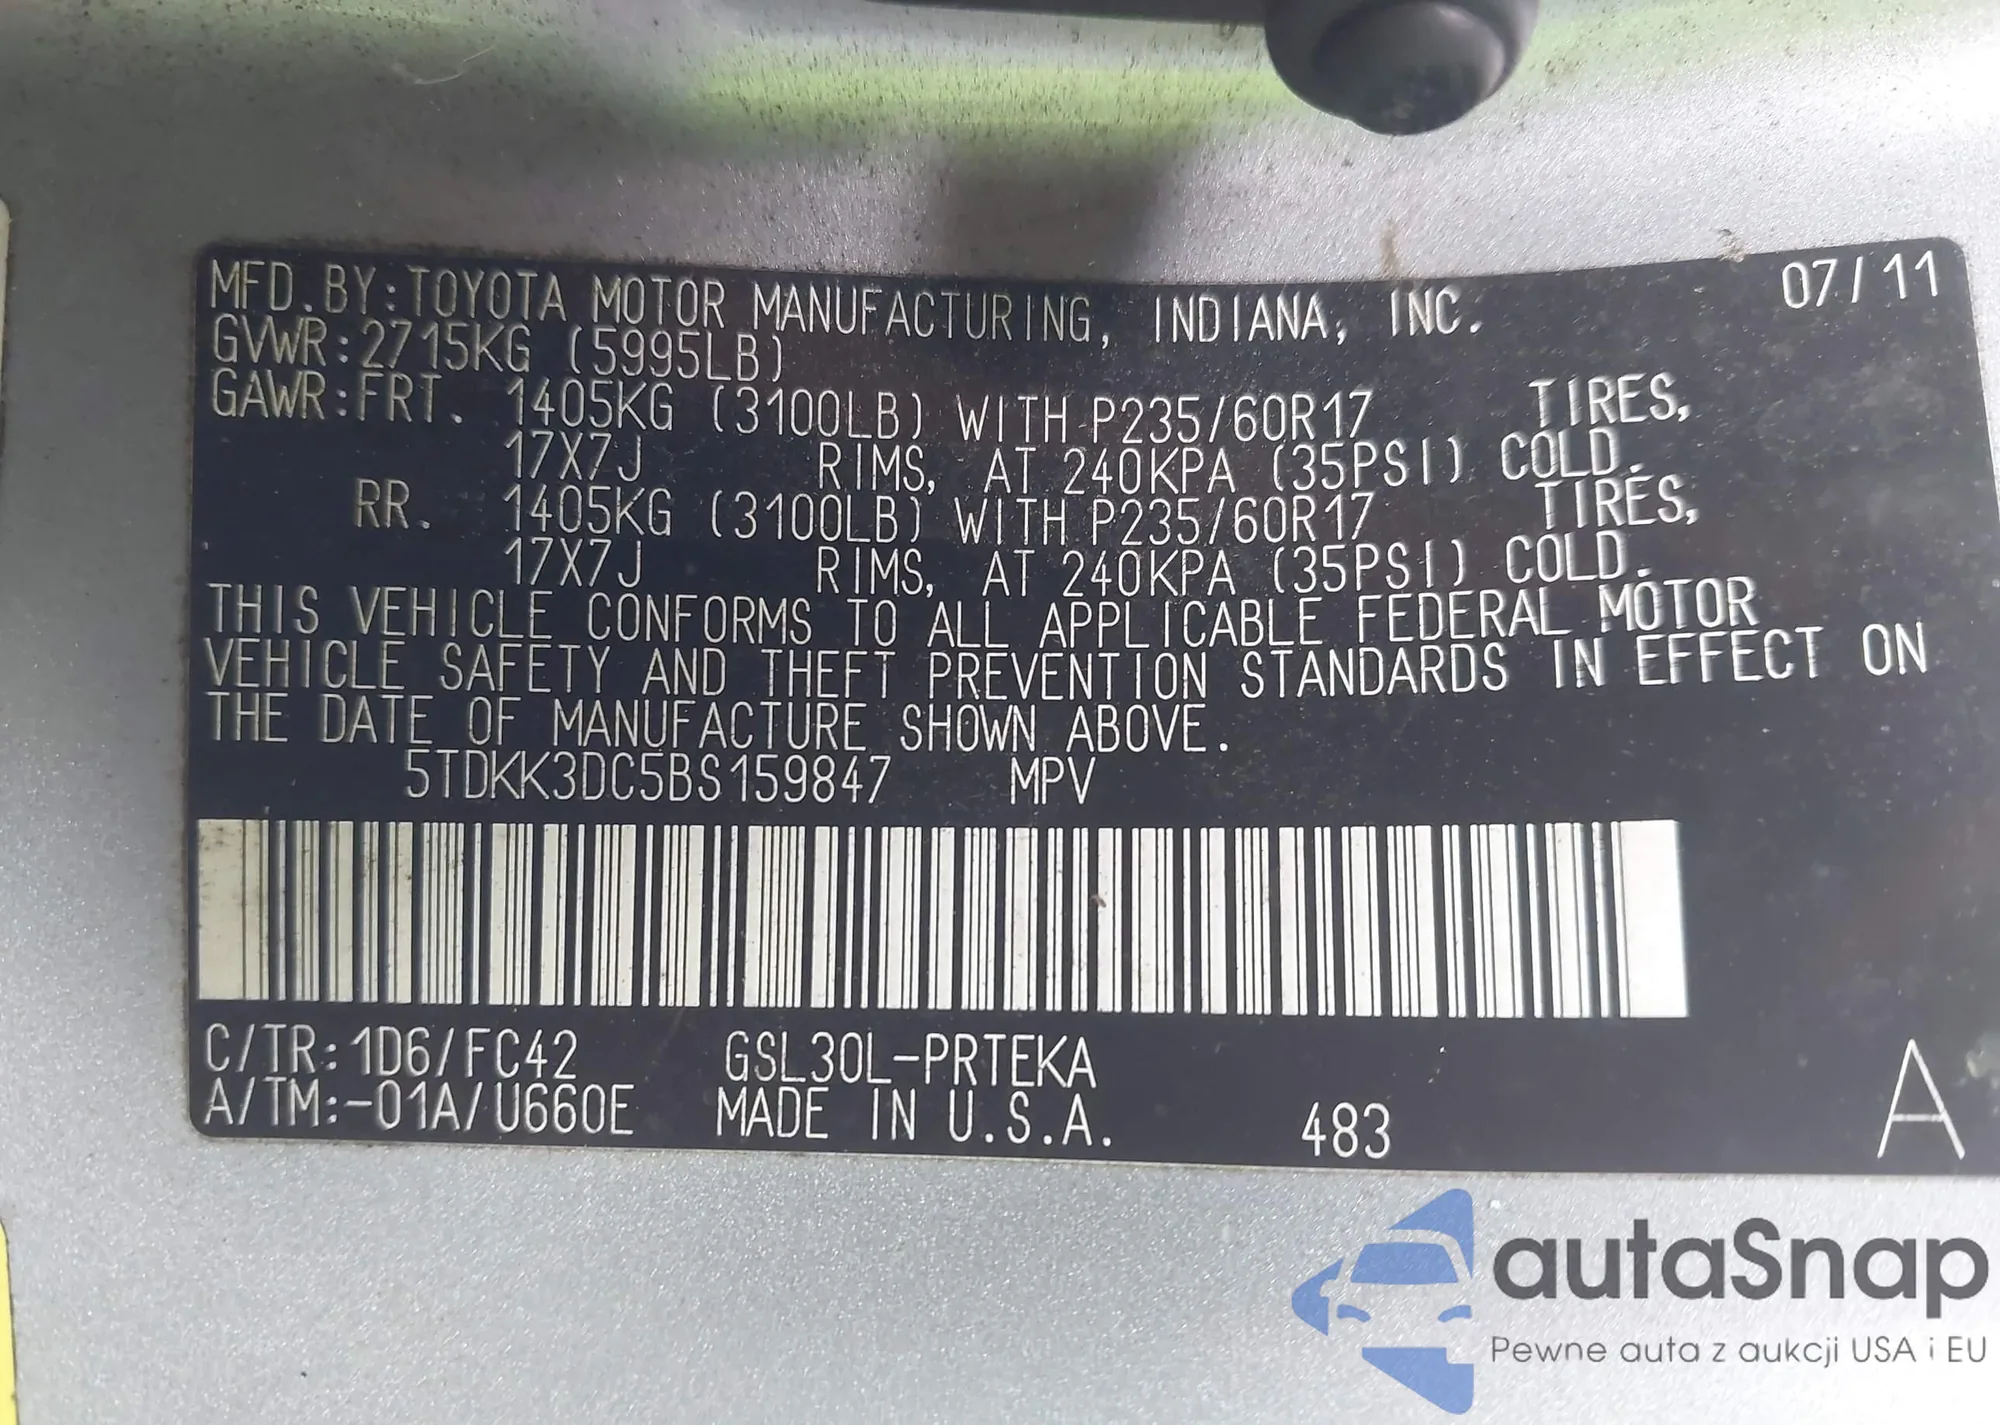 MFD.BY:TOYOTA MOTOR MANUFACTURING, INDIANA, INC. 07/11
GVWR:2715KG (5995LB)
GAWR:FRT. 1405KG (3100LB) WITH P235/60R17 TIRES,
17X7J RIMS, AT 240KPA (35PSI) COLD.
RR. 1405KG (3100LB) WITH P235/60R17 TIRES,
17X7J RIMS, AT 240KPA (35PSI) COLD.
THIS VEHICLE CONFORMS TO ALL APPLICABLE FEDERAL MOTOR
VEHICLE SAFETY AND THEFT PREVENTION STANDARDS IN EFFECT ON
THE DATE OF MANUFACTURE SHOWN ABOVE.
5TDKK3DC5BS159847 MPV
C/TR:1D6/FC42 GSL30L-PRTEKA
A/TM:-01A/U660E MADE IN U.S.A. 483 A
autaSnap
Pewne auta z aukcji USA i EU